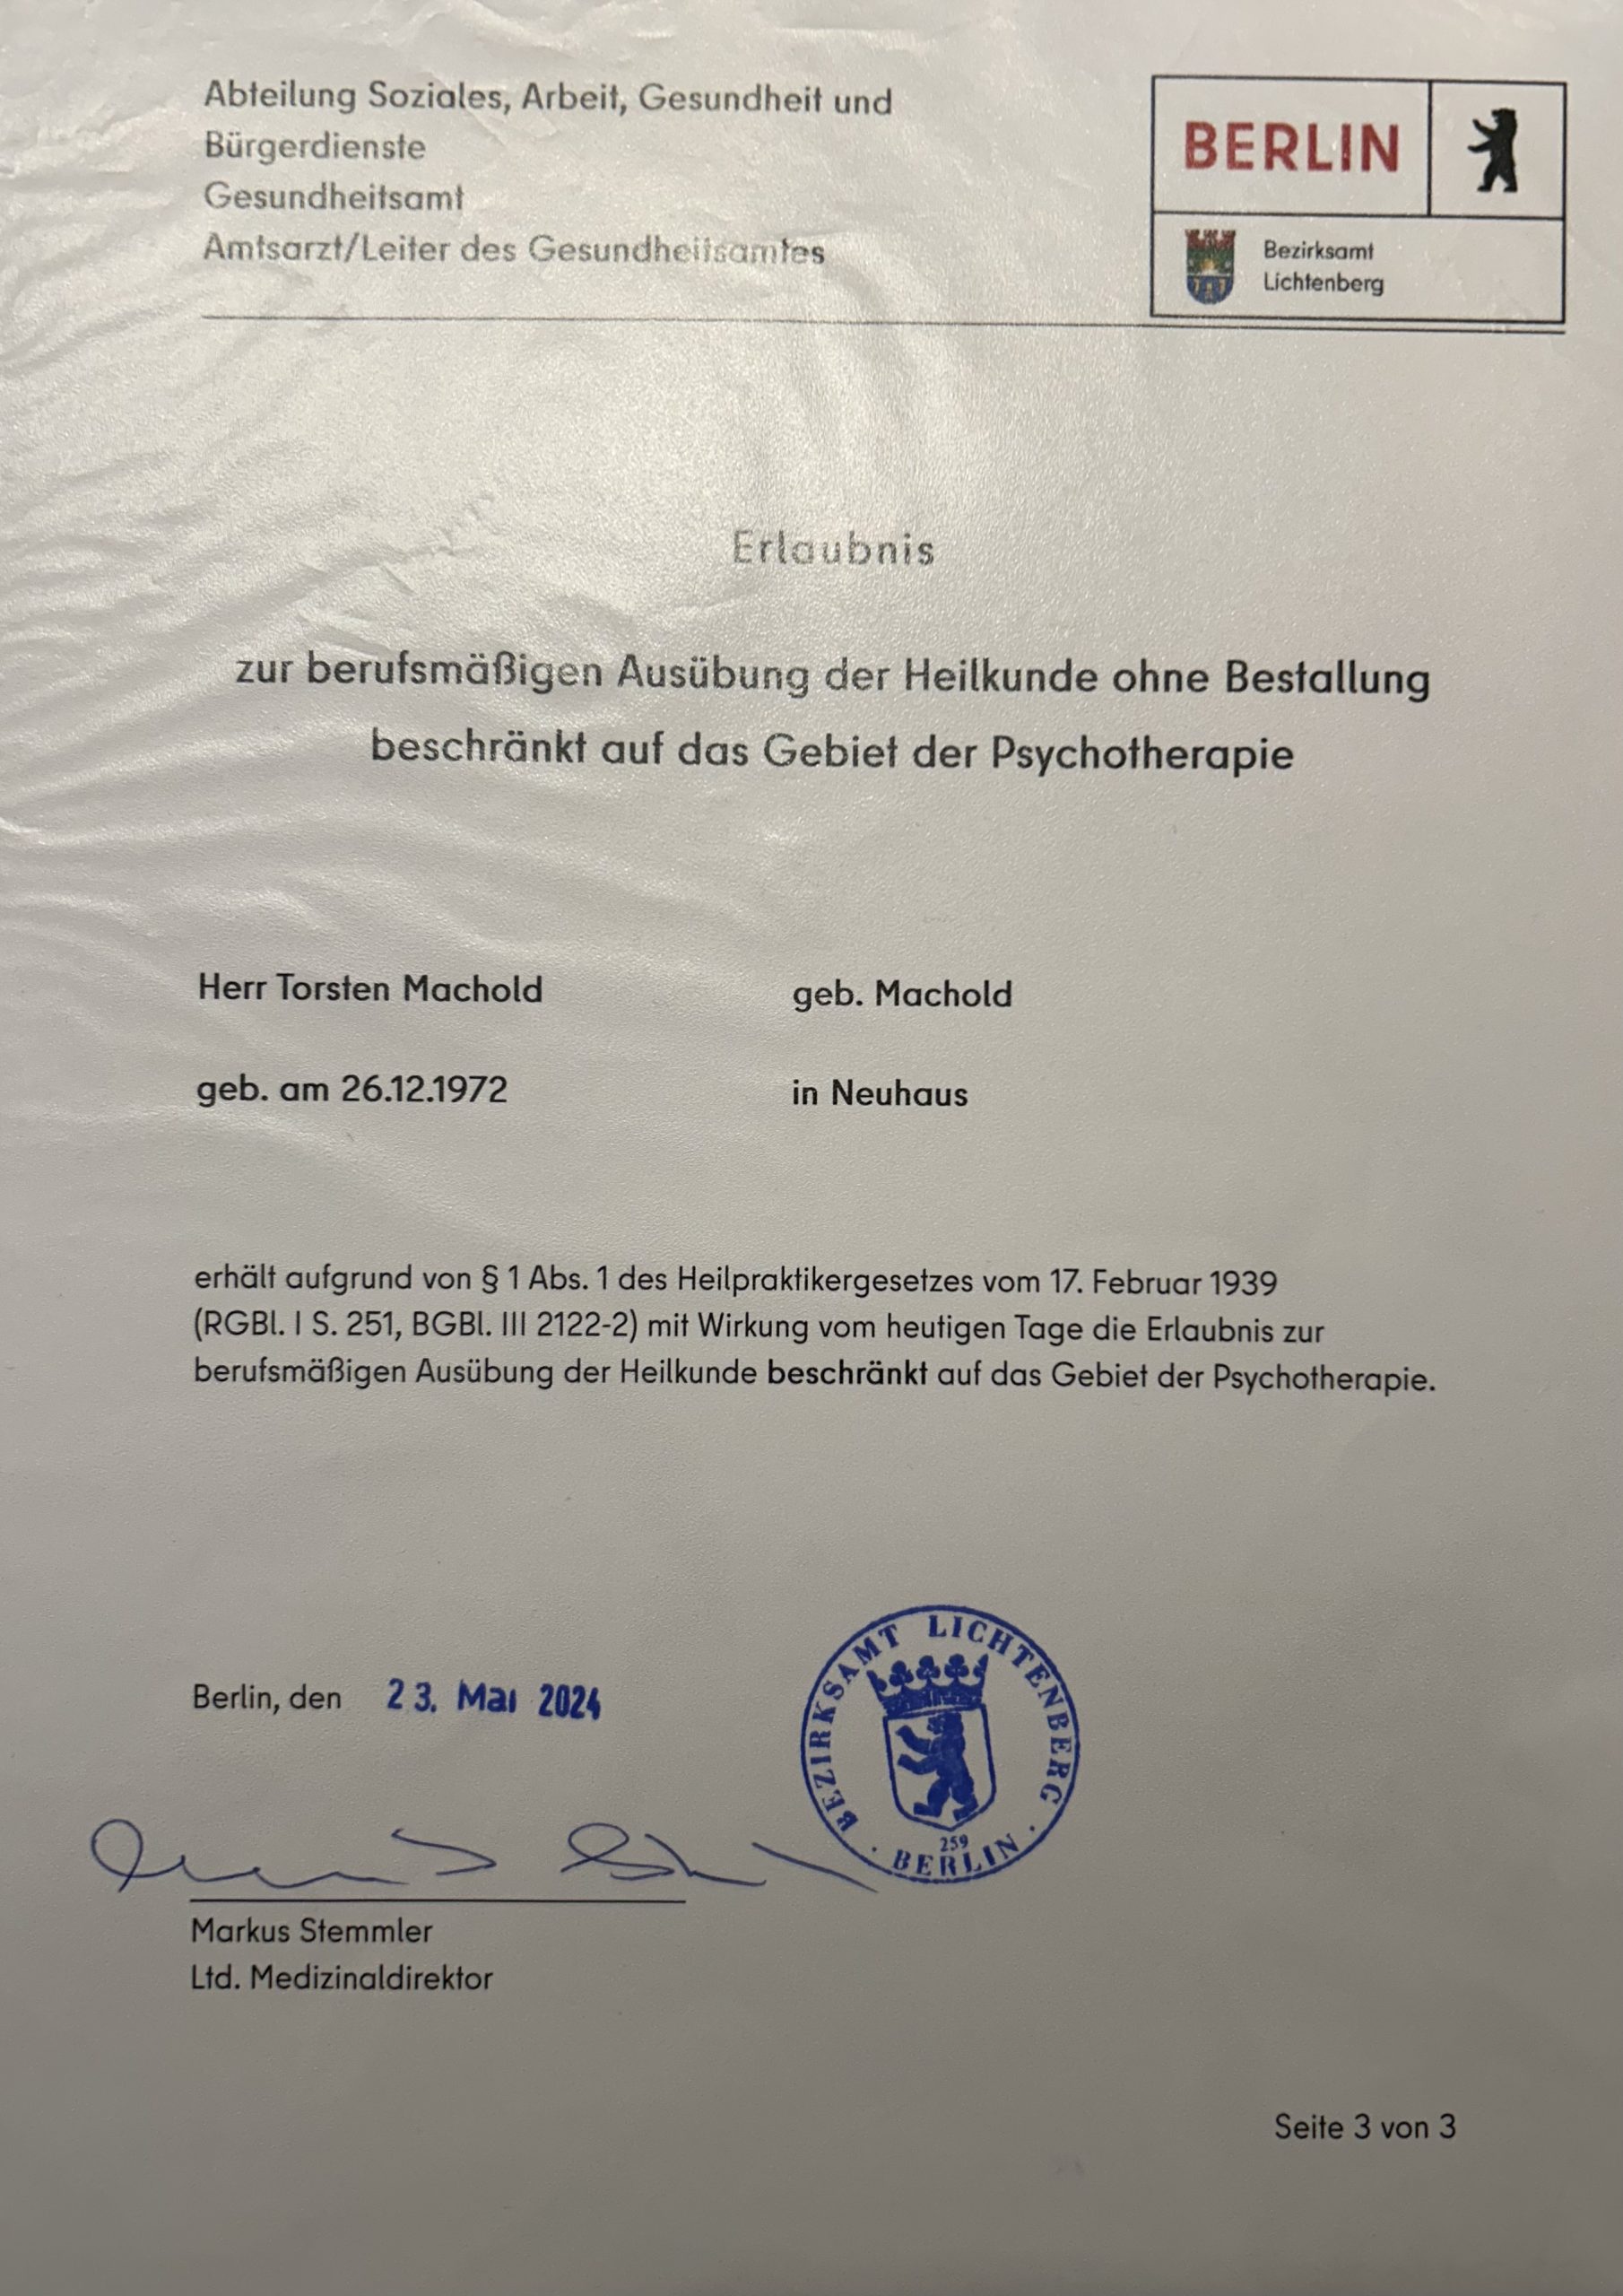 Abteilung Soziales, Arbeit, Gesundheit und
Bürgerdienste
Gesundheitsamt
Amtsarzt/Leiter des Gesundheitsamtes
BERLIN
Bezirksamt
Lichtenberg
Erlaubnis
zur berufsmäßigen Ausübung der Heilkunde ohne Bestallung
beschränkt auf das Gebiet der Psychotherapie
Herr Torsten Machold geb. Machold
geb. am 26.12.1972 in Neuhaus
erhält aufgrund von § 1 Abs. 1 des Heilpraktikergesetzes vom 17. Februar 1939
(RGBl. I S. 251, BGBl. III 2122-2) mit Wirkung vom heutigen Tage die Erlaubnis zur
berufsmäßigen Ausübung der Heilkunde beschränkt auf das Gebiet der Psychotherapie.
Berlin, den 23. Mai 2024
BEZIRKSAMT LICHTENBERG
259
· BERLIN ·
Markus Stemmler
Ltd. Medizinaldirektor
Seite 3 von 3